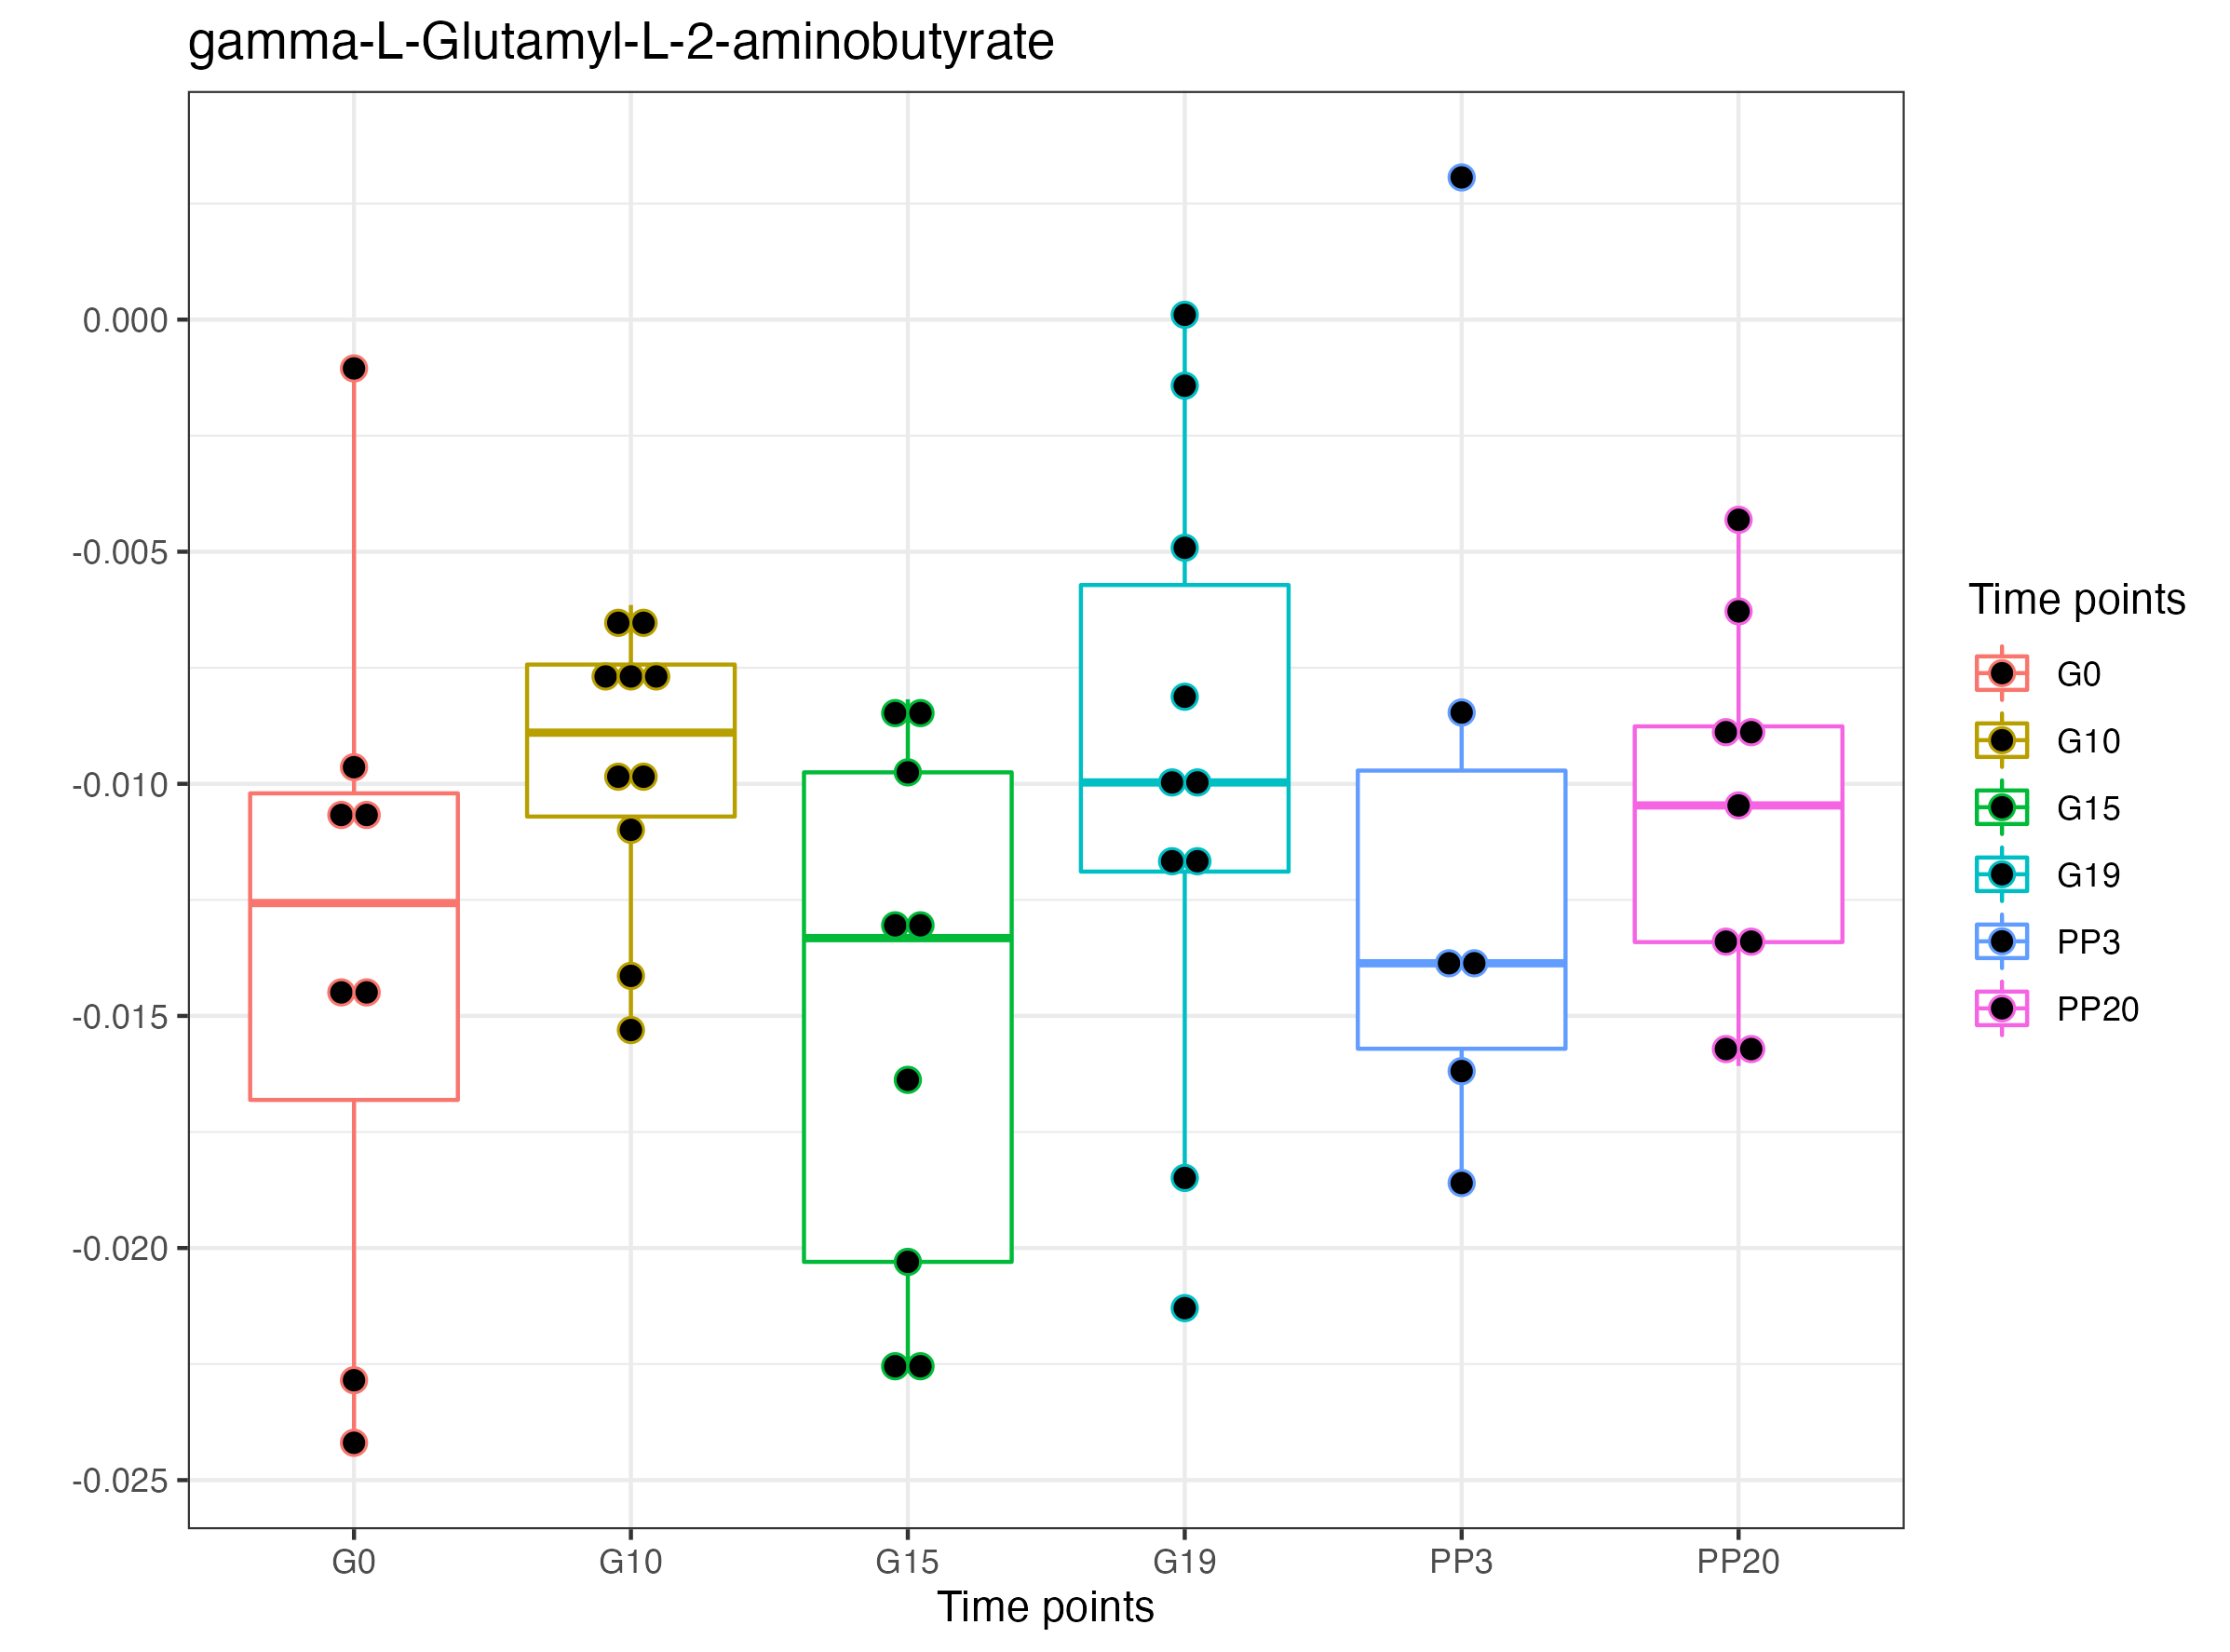 gamma-L-Glutamyl-L-2-aminobutyrate
0.000
-0.005
-0.010
-0.015
-0.020
-0.025
G0 G10 G15 G19 PP3 PP20
Time points
Time points
G0
G10
G15
G19
PP3
PP20